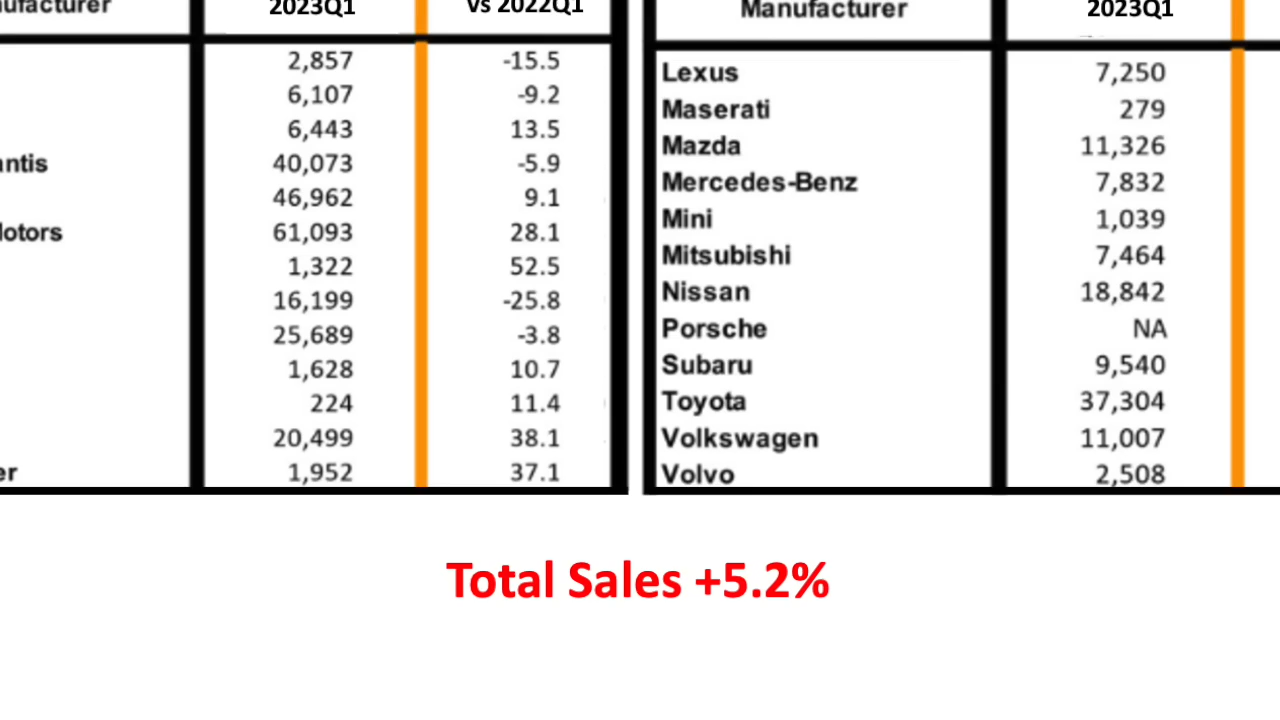 2023Q1 vs 2022Q1
2,857 -15.5
6,107 -9.2
6,443 13.5
40,073 -5.9
46,962 9.1
61,093 28.1
1,322 52.5
16,199 -25.8
25,689 -3.8
1,628 10.7
224 11.4
20,499 38.1
1,952 37.1
Manufacturer 2023Q1
Lexus 7,250
Maserati 279
Mazda 11,326
Mercedes-Benz 7,832
Mini 1,039
Mitsubishi 7,464
Nissan 18,842
Porsche NA
Subaru 9,540
Toyota 37,304
Volkswagen 11,007
Volvo 2,508
Total Sales +5.2%